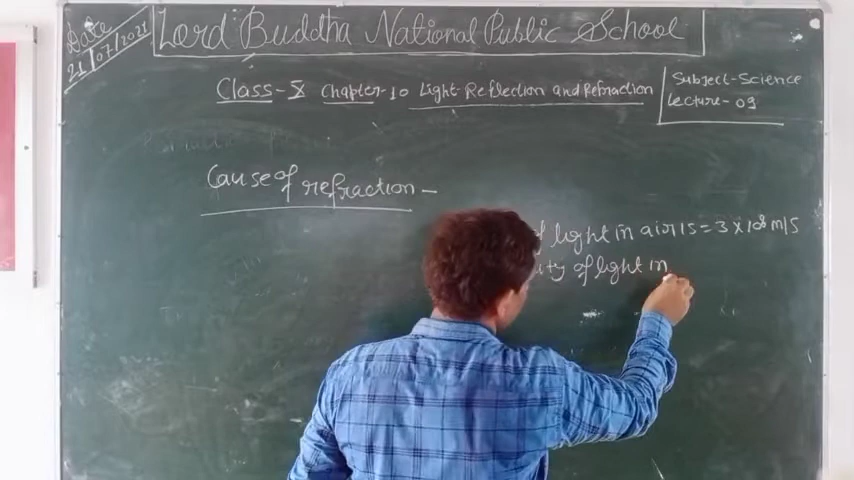 Date
21/07/2021
Lord Buddha National Public School
Class-X Chapter-10 Light-Reflection and Refraction
Subject-Science
Lecture-09
Cause of refraction-
of light in air is = 3 x 10⁸ m/s
of light in